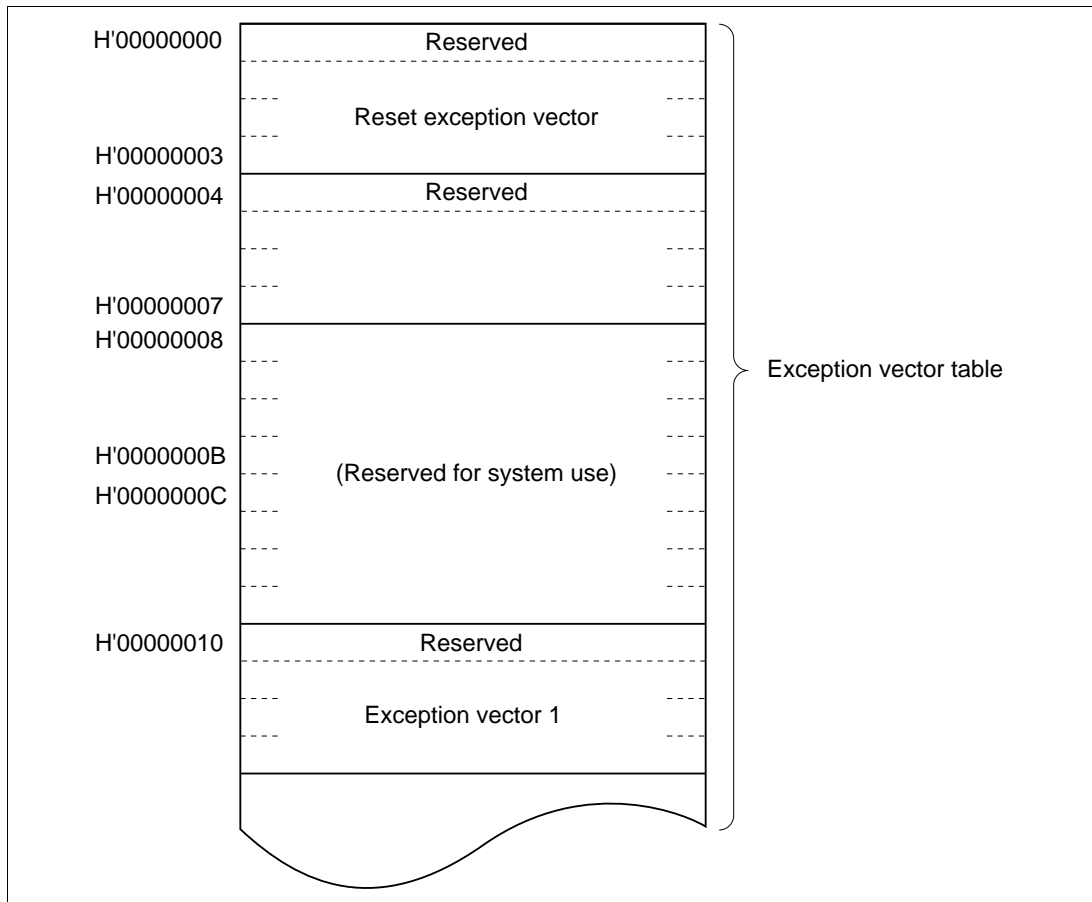 H'00000000
Reserved
Reset exception vector
H'00000003
H'00000004
Reserved
H'00000007
H'00000008
Exception vector table
H'0000000B
(Reserved for system use)
H'0000000C
H'00000010
Reserved
Exception vector 1